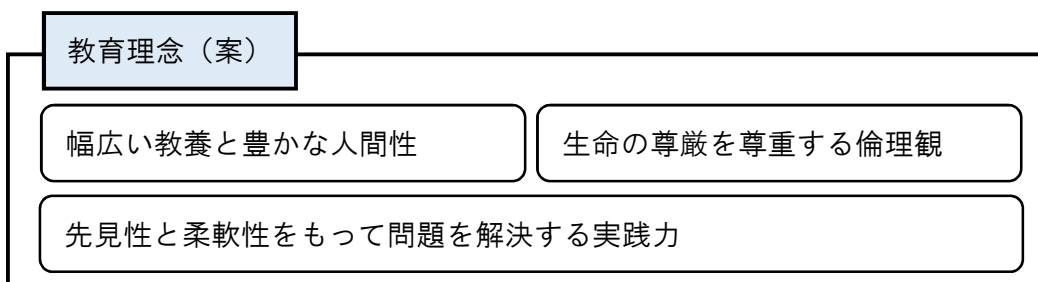 教育理念（案）
幅広い教養と豊かな人間性
生命の尊厳を尊重する倫理観
先見性と柔軟性をもって問題を解決する実践力